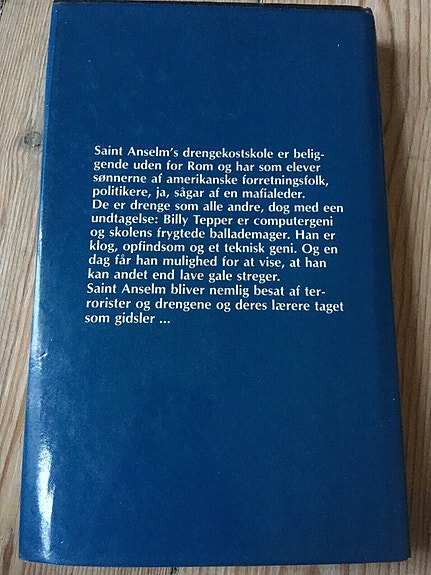 Saint Anselm's drengekostskole er belig-
gende uden for Rom og har som elever
sønnerne af amerikanske forretningsfolk,
politikere, ja, sågar af en mafialeder.
De er drenge som alle andre, dog med een
undtagelse: Billy Tepper er computergeni
og skolens frygtede ballademager. Han er
klog, opfindsom og et teknisk geni. Og en
dag får han mulighed for at vise, at han
kan andet end lave gale streger.
Saint Anselm bliver nemlig besat af ter-
rorister og drengene og deres lærere taget
som gidsler ...